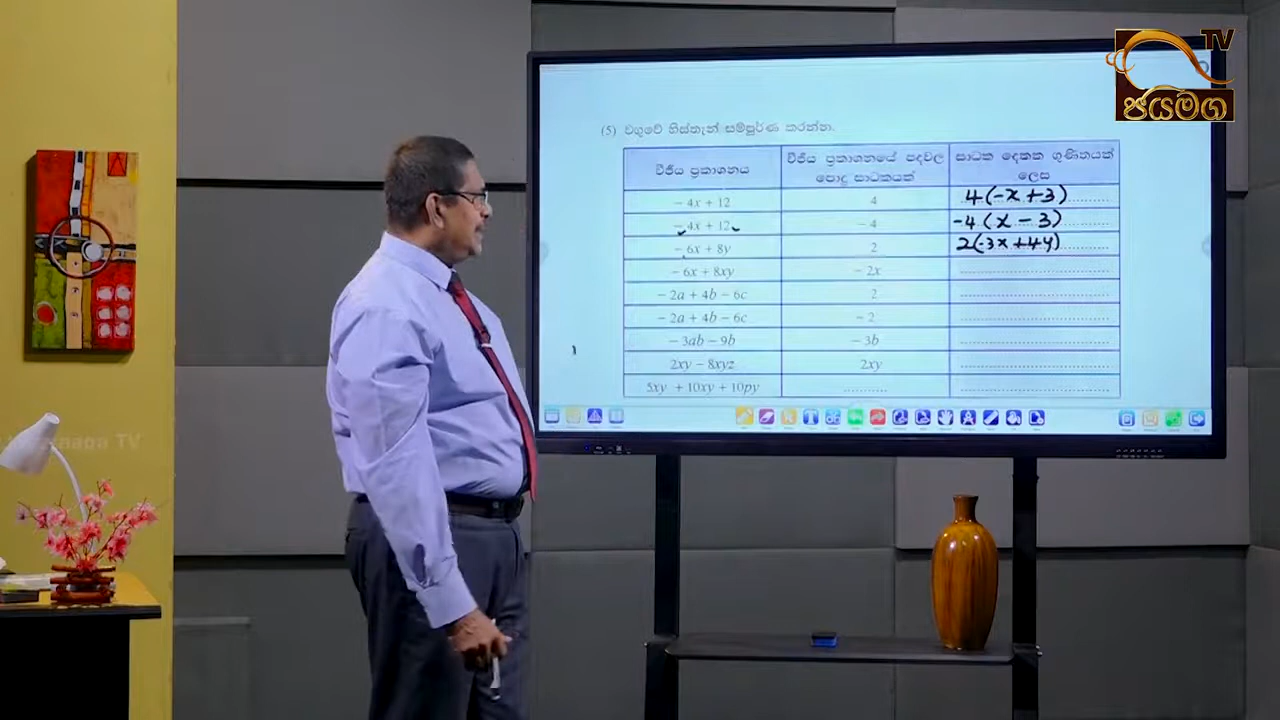 TV
ජයමග
(5) වගුවේ හිස්තැන් සම්පූර්ණ කරන්න.
වීජීය ප්‍රකාශනය
වීජීය ප්‍රකාශනයේ පදවල පොදු සාධකයක්
සාධක දෙකක ගුණිතයක් ලෙස
- 4x + 12 4 4(-x+3)
- 4x + 12 - 4 -4(x - 3)
- 6x + 8y 2 2(-3x+4y)
- 6x + 8xy - 2x
- 2a + 4b - 6c 2
- 2a + 4b - 6c - 2
- 3ab - 9b - 3b
2xy - 8xyz 2xy
5xy + 10xy + 10py ..........